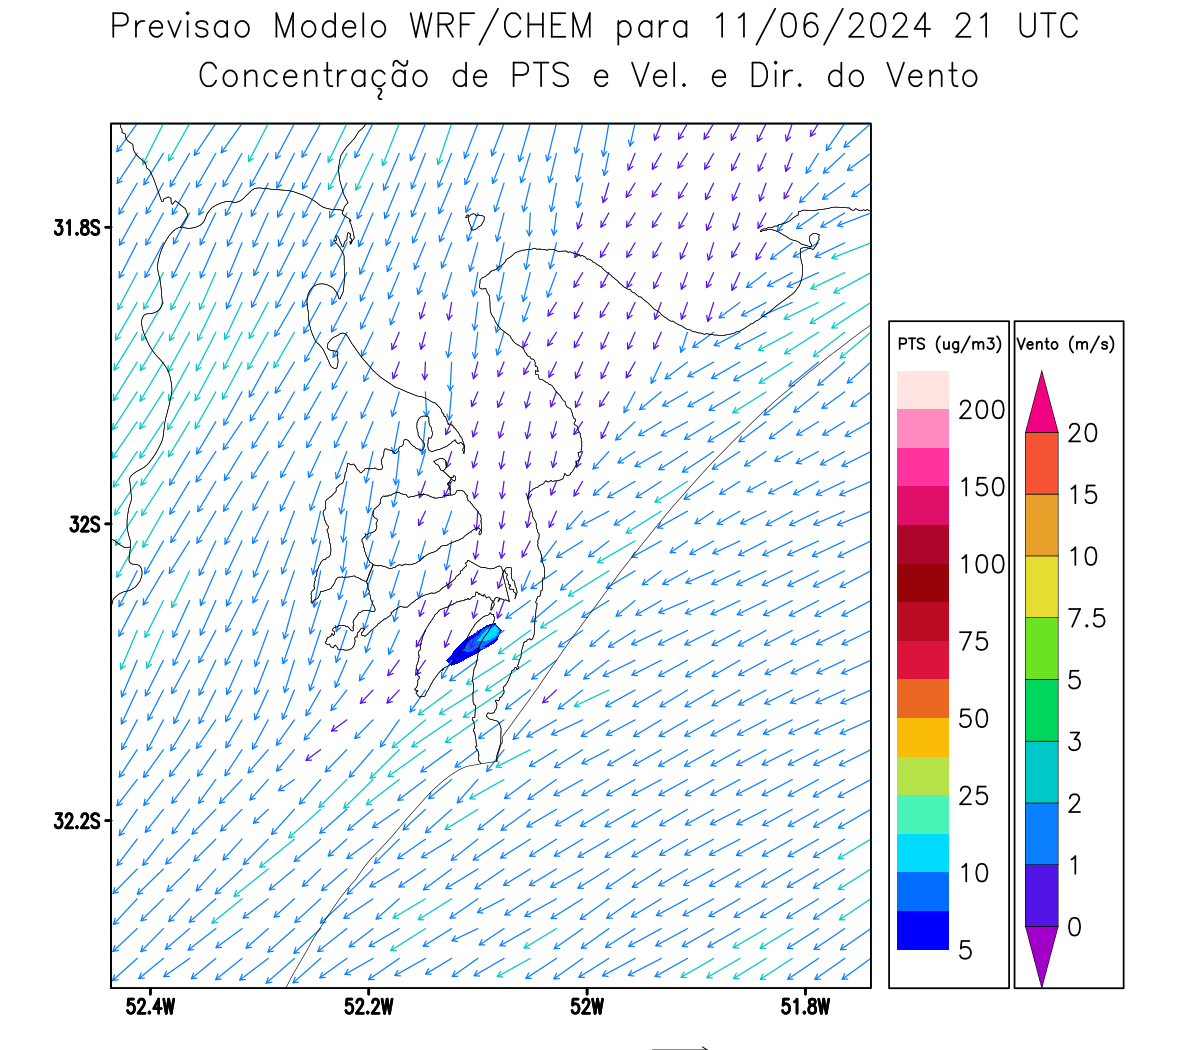 Previsao Modelo WRF/CHEM para 11/06/2024 21 UTC
Concentração de PTS e Vel. e Dir. do Vento
31.8S
32S
32.2S
52.4W 52.2W 52W 51.8W
PTS (ug/m3)
200
150
100
75
50
25
10
5
Vento (m/s)
20
15
10
7.5
5
3
2
1
0